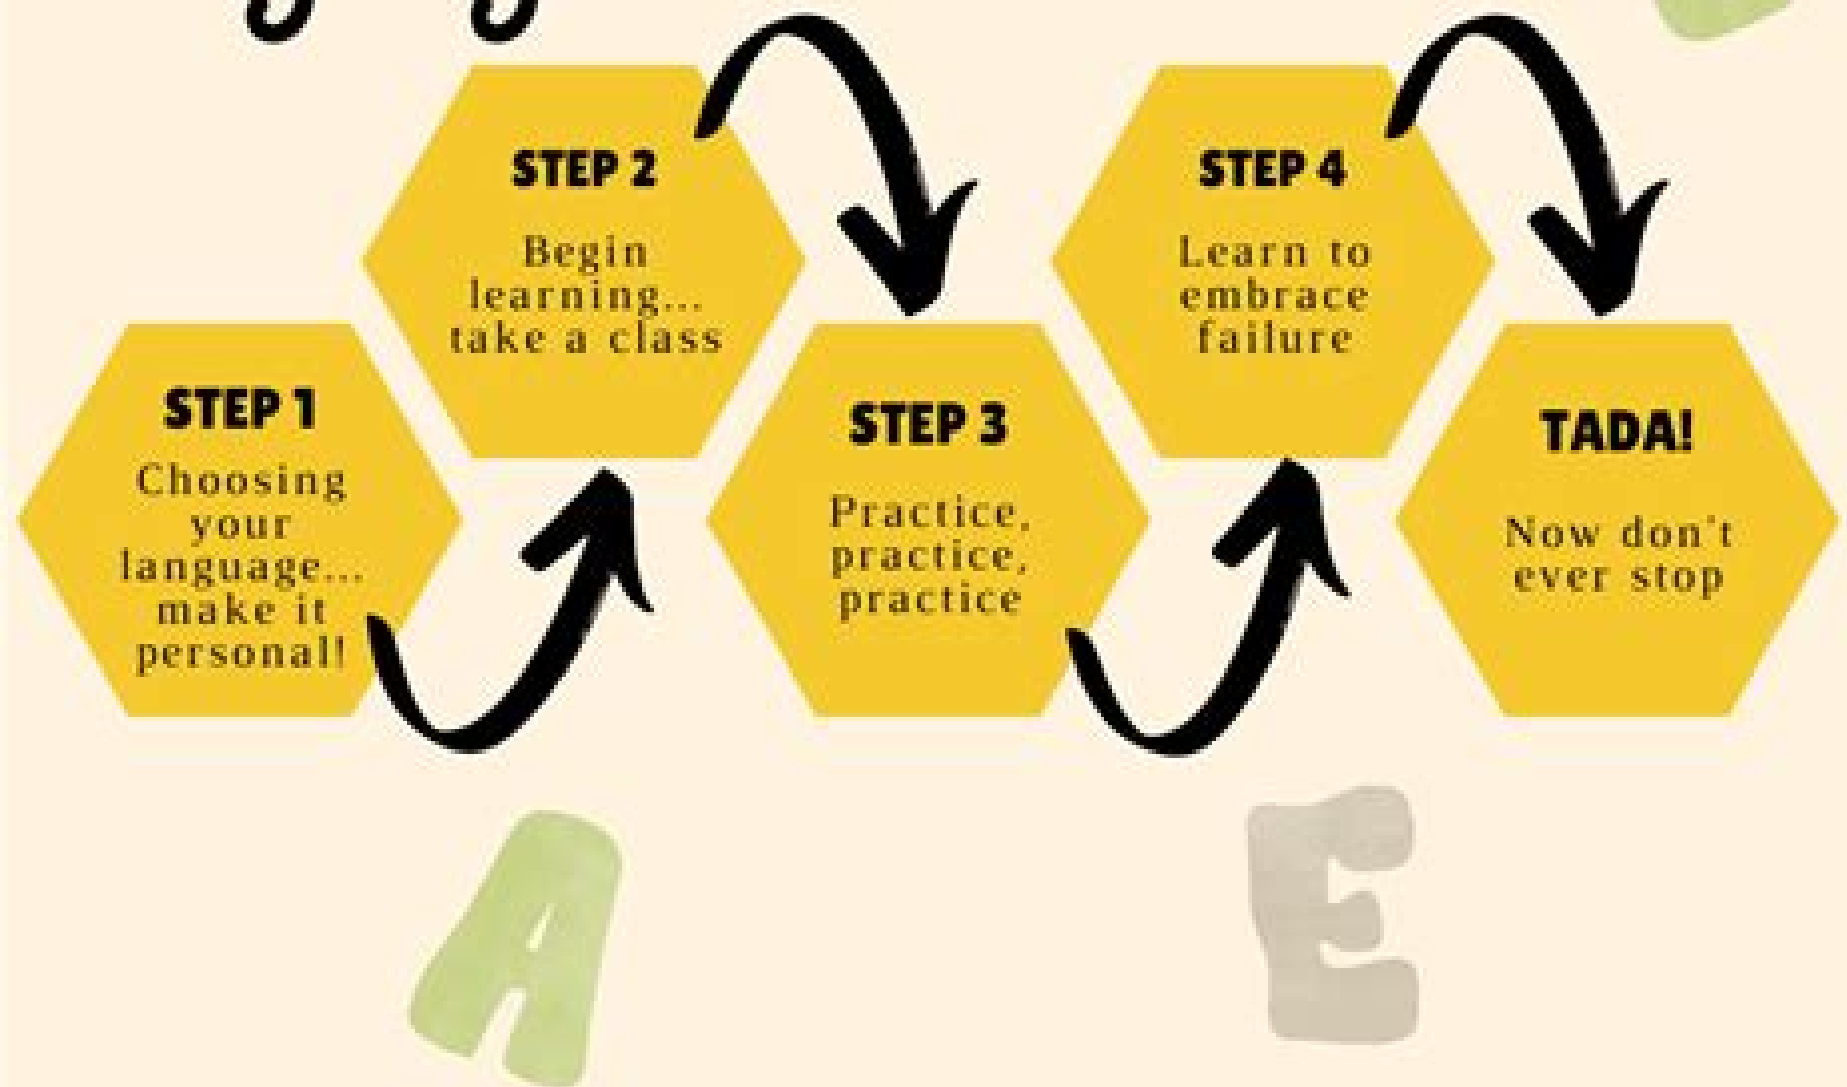 STEP 1
Choosing
your
language...
make it
personal!
STEP 2
Begin
learning...
take a class
STEP 3
Practice,
practice,
practice
STEP 4
Learn to
embrace
failure
TADA!
Now don't
ever stop
A
E